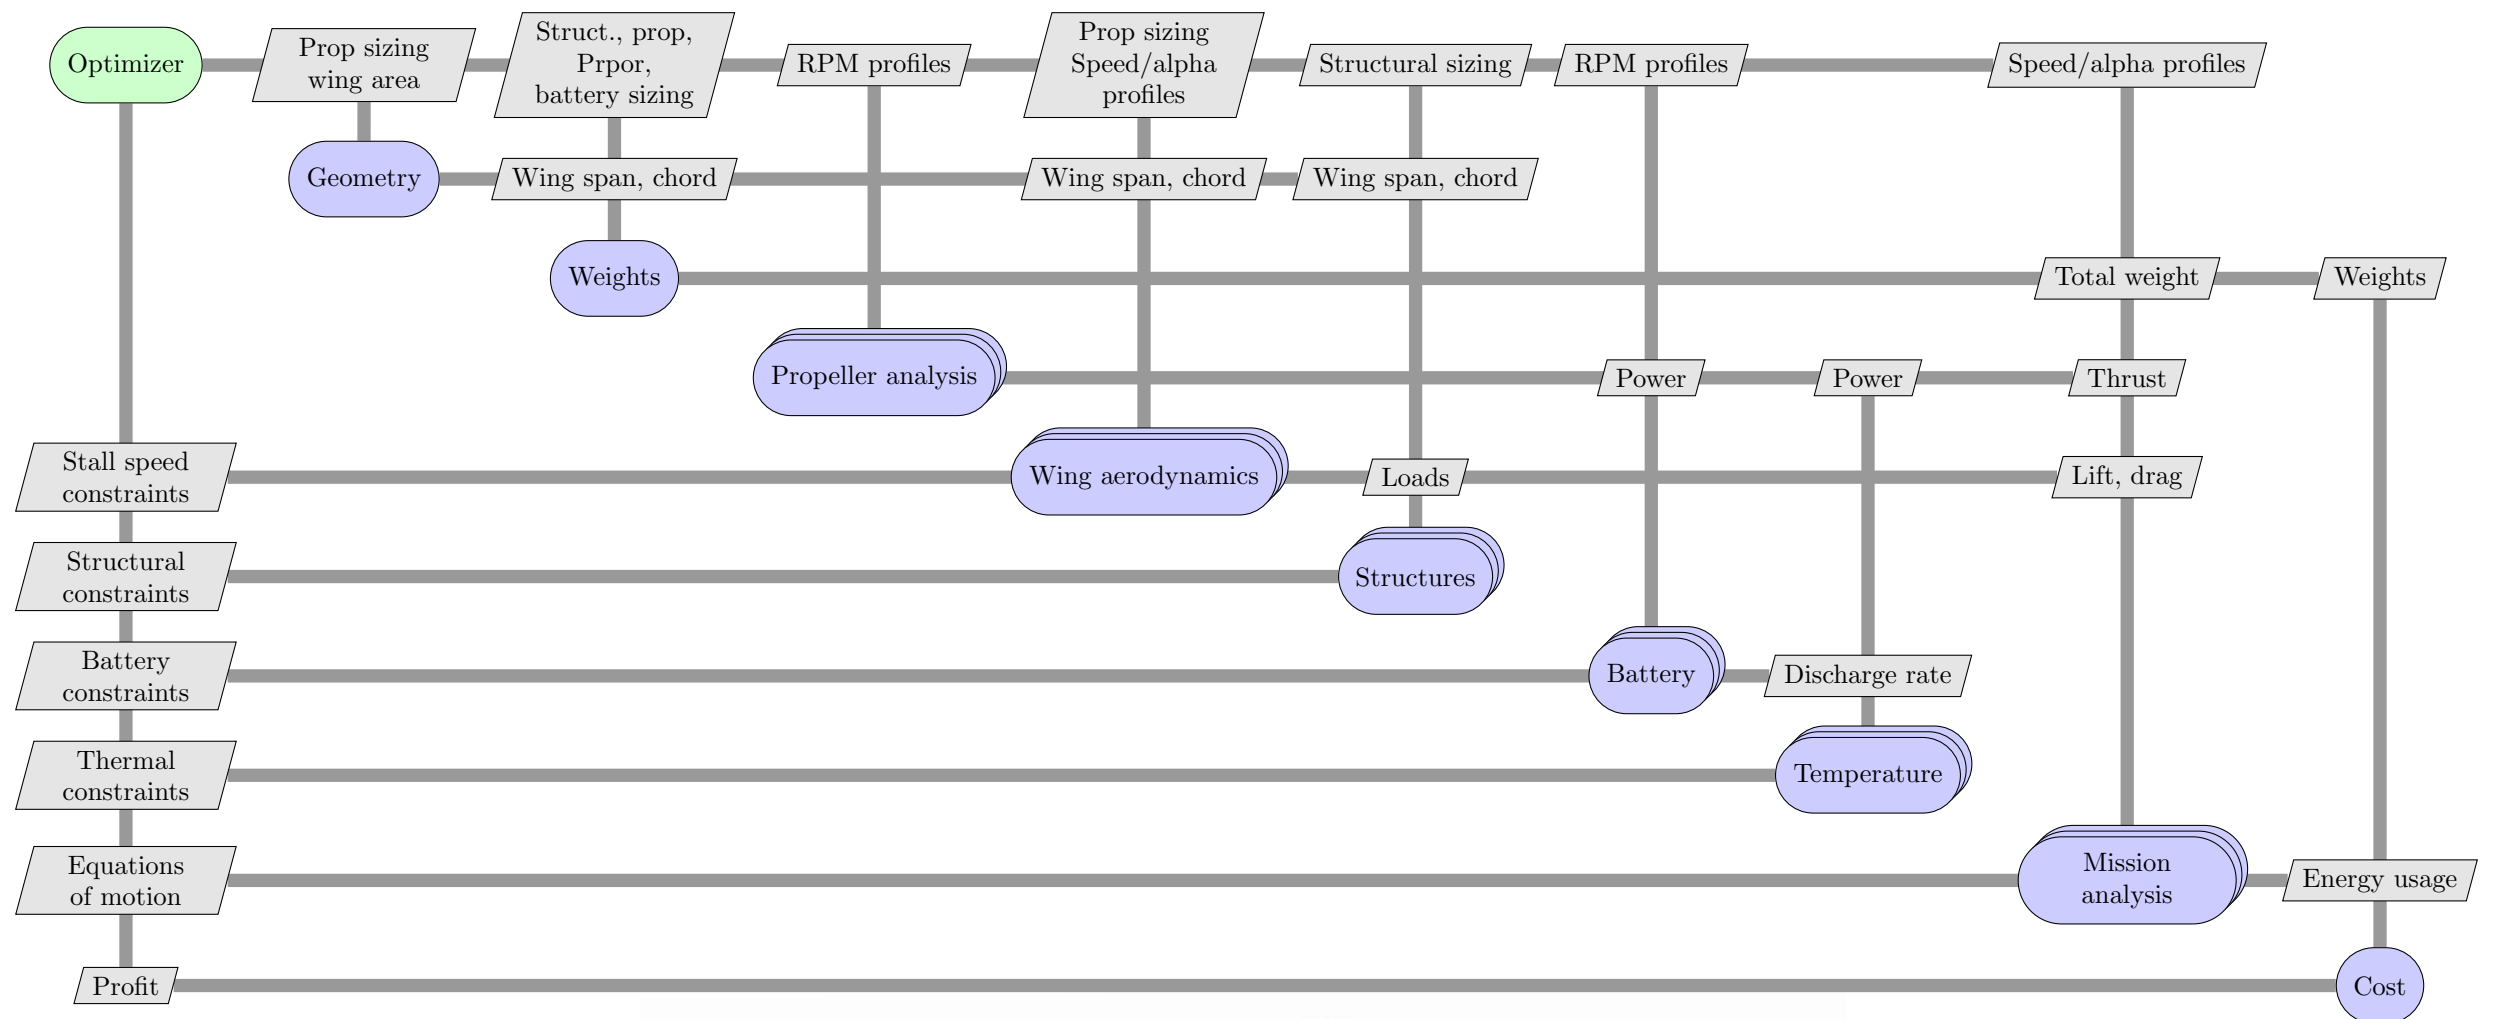 Optimizer
Prop sizing
wing area
Struct., prop,
Prpor,
battery sizing
RPM profiles
Prop sizing
Speed/alpha
profiles
Structural sizing
RPM profiles
Speed/alpha profiles
Geometry
Wing span, chord
Wing span, chord
Wing span, chord
Weights
Total weight
Weights
Propeller analysis
Power
Power
Thrust
Stall speed
constraints
Wing aerodynamics
Loads
Lift, drag
Structural
constraints
Structures
Battery
constraints
Battery
Discharge rate
Thermal
constraints
Temperature
Equations
of motion
Mission
analysis
Energy usage
Profit
Cost